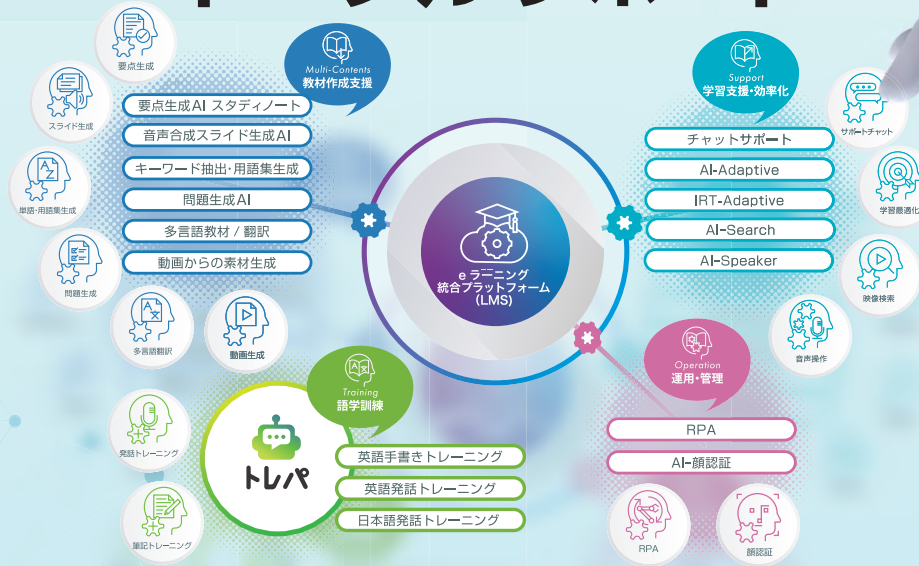 要点生成
スライド生成
単語・用語集生成
問題生成
多言語翻訳
動画生成
Multi-Contents
教材作成支援
要点生成AI スタディノート
音声合成スライド生成AI
キーワード抽出・用語集生成
問題生成AI
多言語教材 / 翻訳
動画からの素材生成
eラーニング
統合プラットフォーム
(LMS)
Support
学習支援・効率化
チャットサポート
AI-Adaptive
IRT-Adaptive
AI-Search
AI-Speaker
サポートチャット
学習最適化
映像検索
音声操作
Training
語学訓練
トレパ
英語手書きトレーニング
英語発話トレーニング
日本語発話トレーニング
発話トレーニング
筆記トレーニング
Operation
運用・管理
RPA
AI-顔認証
RPA
顔認証